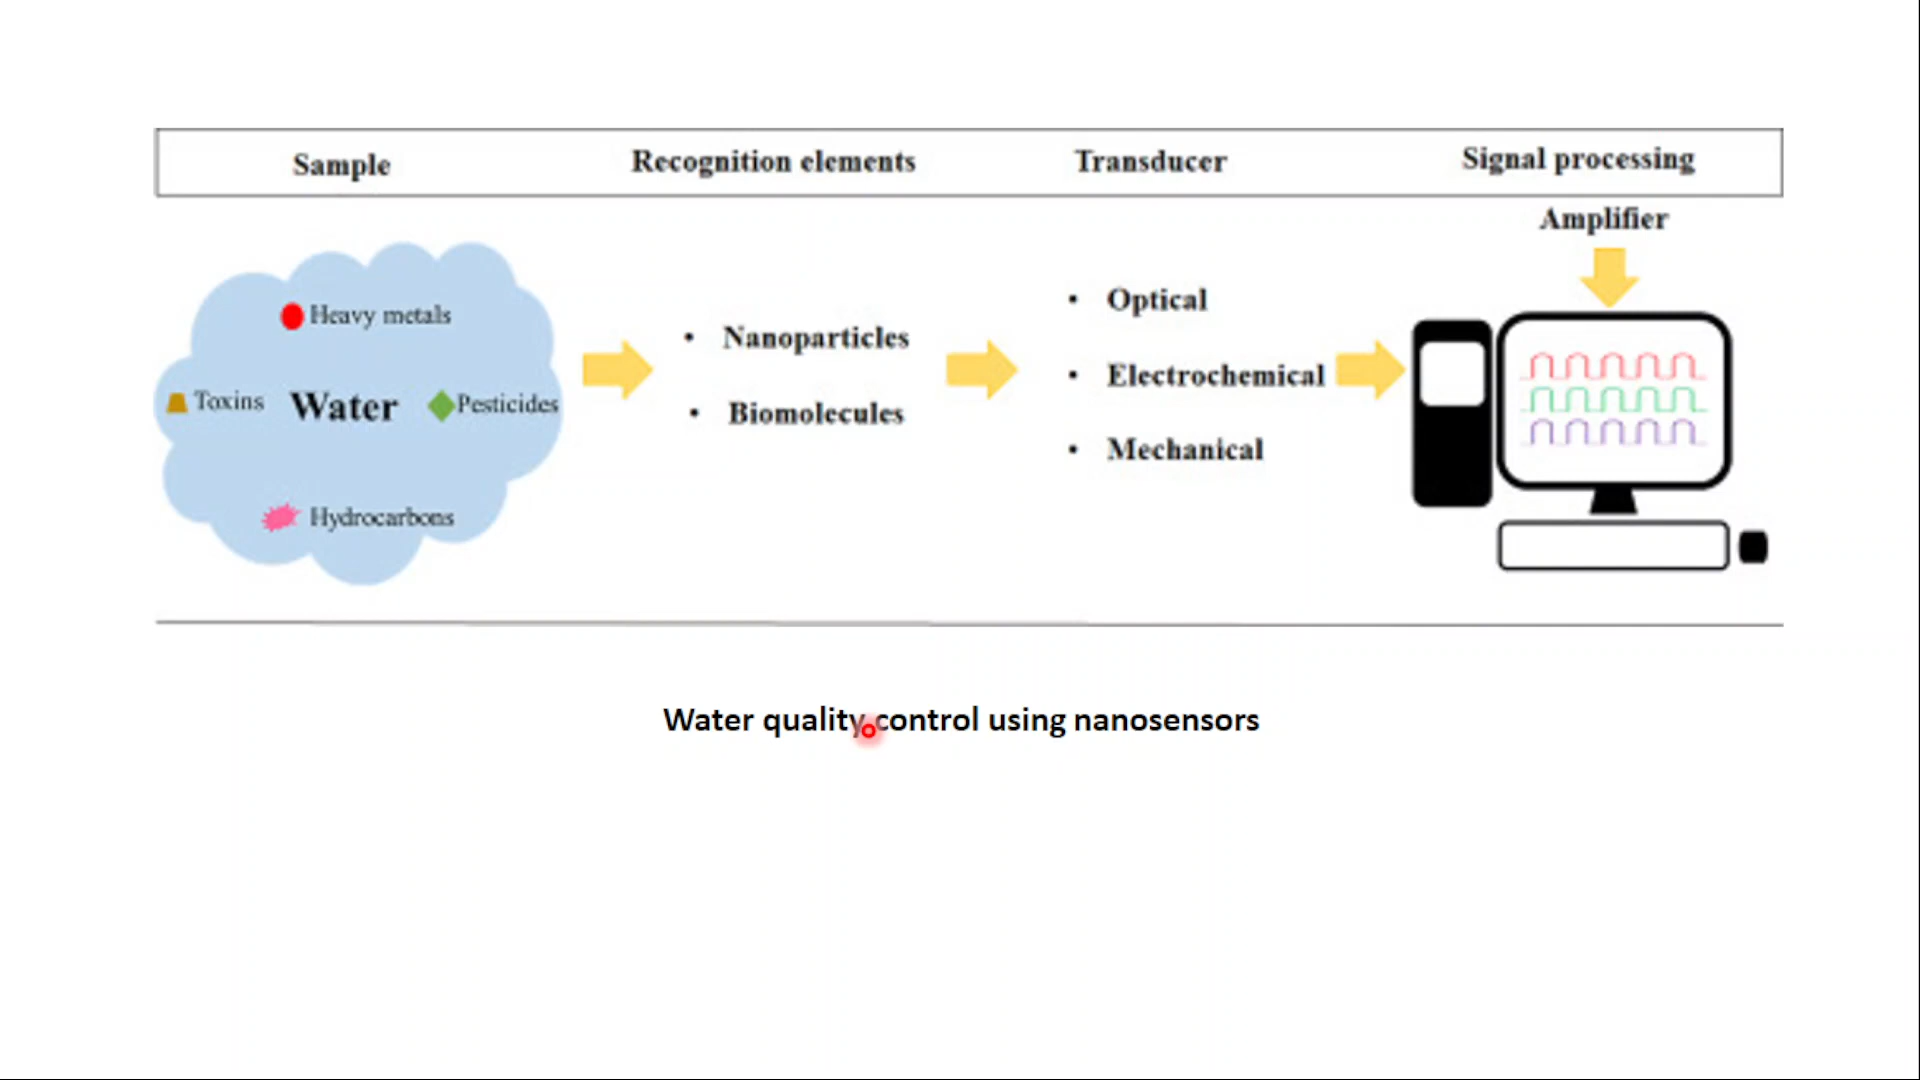 Sample
Recognition elements
Transducer
Signal processing
Amplifier
Heavy metals
Toxins
Water
Pesticides
Hydrocarbons
• Nanoparticles
• Biomolecules
• Optical
• Electrochemical
• Mechanical
Water quality control using nanosensors